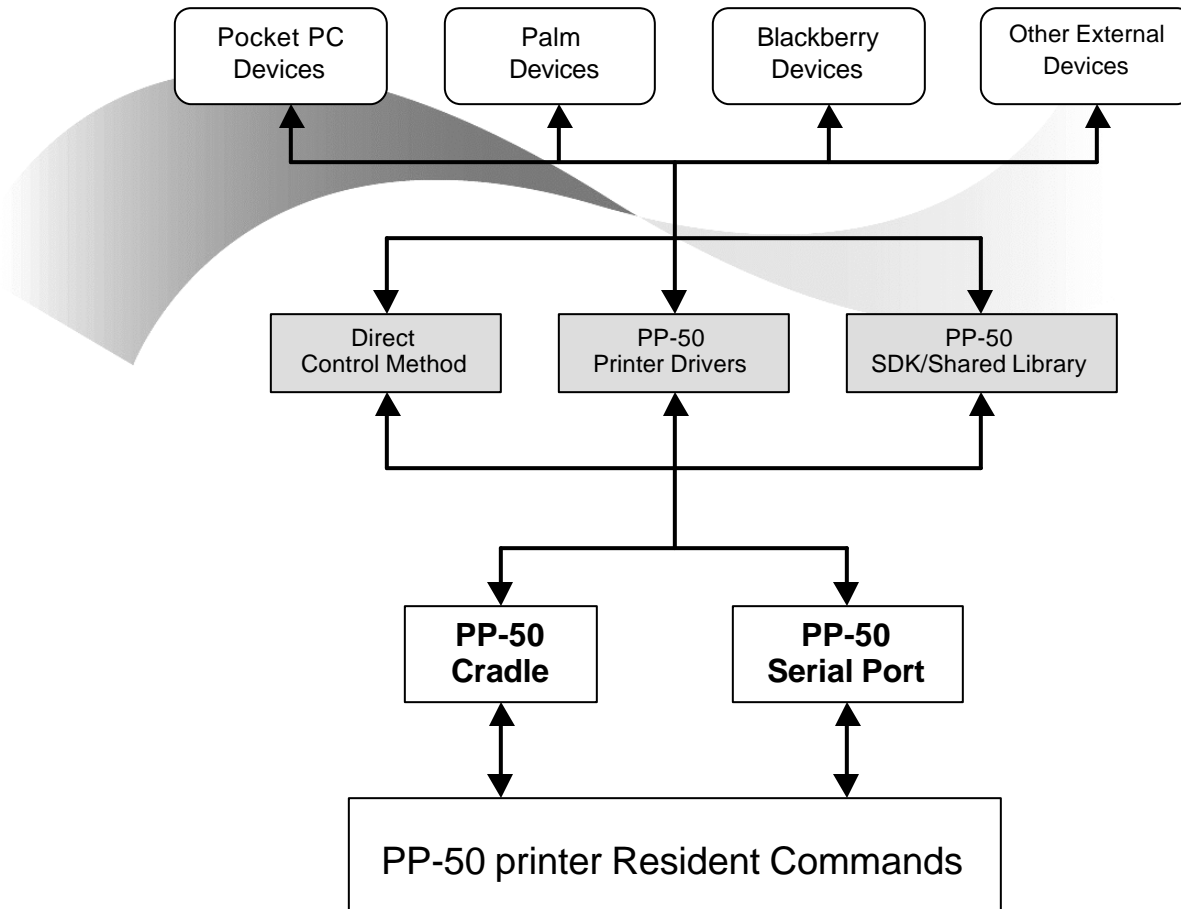 Pocket PC
Devices
Palm
Devices
Blackberry
Devices
Other External
Devices
Direct
Control Method
PP-50
Printer Drivers
PP-50
SDK/Shared Library
PP-50
Cradle
PP-50
Serial Port
PP-50 printer Resident Commands